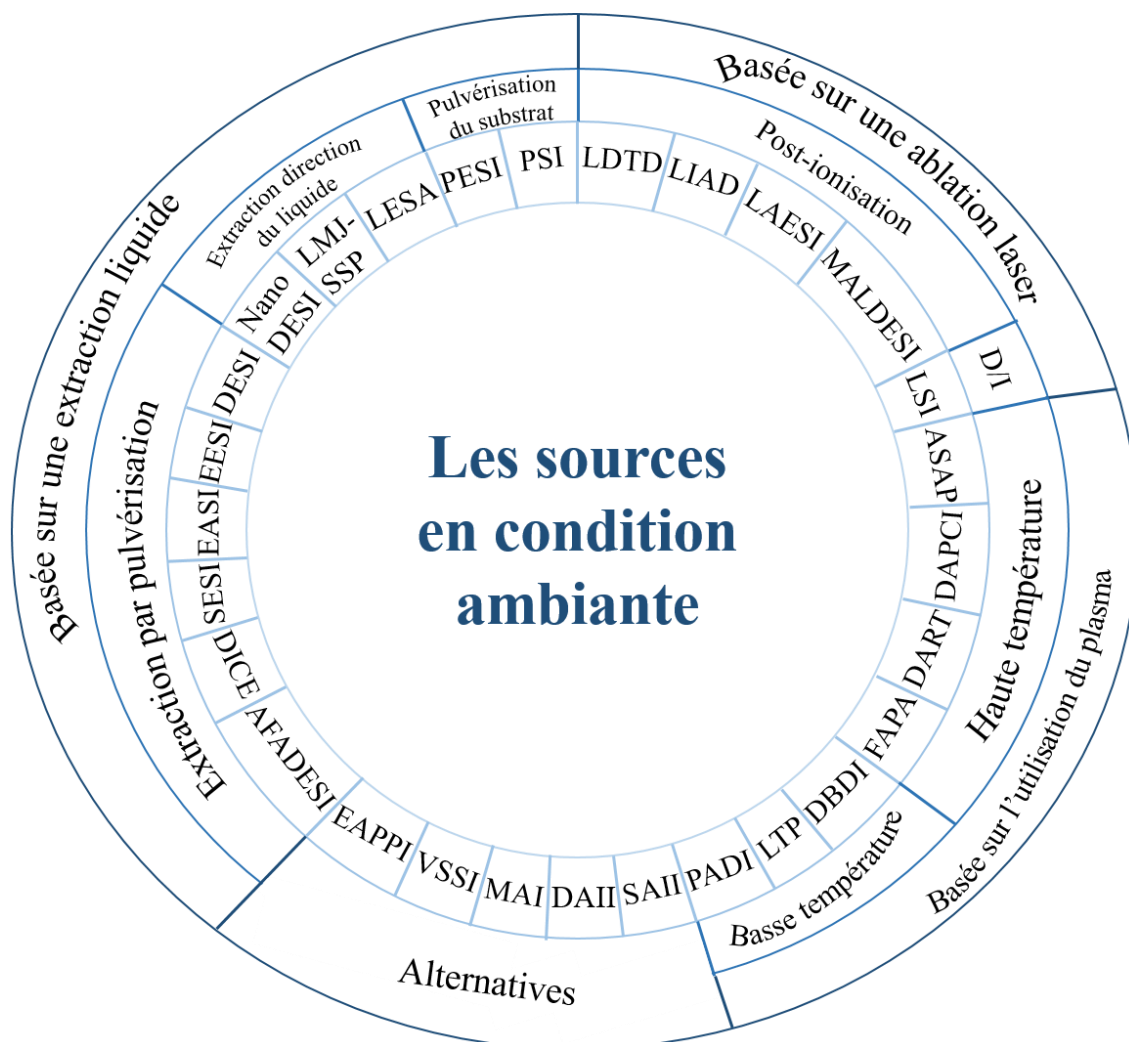 Les sources
en condition
ambiante
Basée sur une ablation laser
Post-ionisation
LDTD
LIAD
LAESI
MALDESI
D/I
LSI
Basée sur l'utilisation du plasma
Haute température
ASAP
DAPCI
DART
FAPA
Basse température
DBDI
LTP
PADI
Alternatives
SAII
DAII
MAI
VSSI
EAPPI
Basée sur une extraction liquide
Extraction par pulvérisation
AFADESI
DICE
SESI
EASI
EESI
DESI
Extraction direction
du liquide
Nano
DESI
LMJ-
SSP
LESA
Pulvérisation
du substrat
PESI
PSI